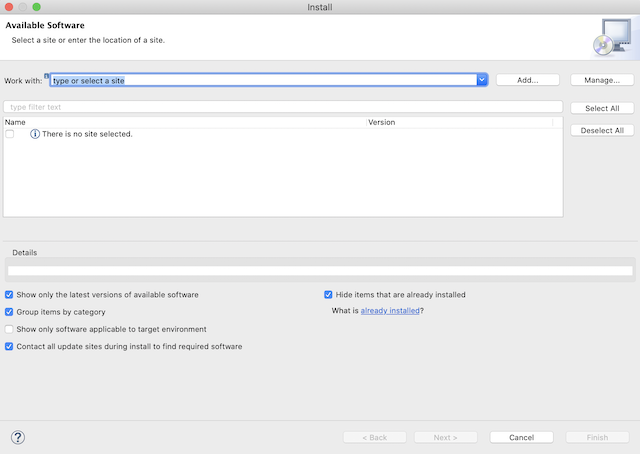 Install
Available Software
Select a site or enter the location of a site.
Work with: type or select a site Add... Manage...
type filter text Select All
Name Version
There is no site selected. Deselect All
Details
Show only the latest versions of available software Hide items that are already installed
Group items by category What is already installed?
Show only software applicable to target environment
Contact all update sites during install to find required software
? < Back Next > Cancel Finish